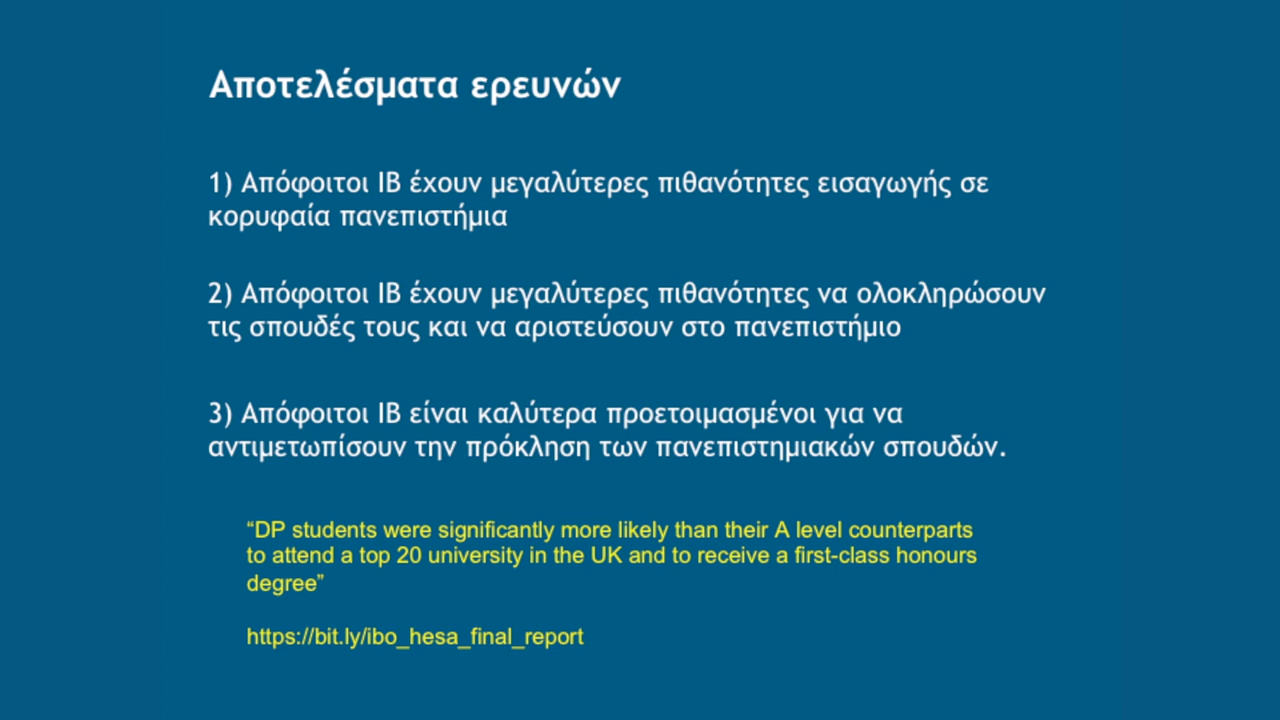 Αποτελέσματα ερευνών
1) Απόφοιτοι IB έχουν μεγαλύτερες πιθανότητες εισαγωγής σε
κορυφαία πανεπιστήμια
2) Απόφοιτοι IB έχουν μεγαλύτερες πιθανότητες να ολοκληρώσουν
τις σπουδές τους και να αριστεύσουν στο πανεπιστήμιο
3) Απόφοιτοι IB είναι καλύτερα προετοιμασμένοι για να
αντιμετωπίσουν την πρόκληση των πανεπιστημιακών σπουδών.
“DP students were significantly more likely than their A level counterparts
to attend a top 20 university in the UK and to receive a first-class honours
degree”
https://bit.ly/ibo_hesa_final_report